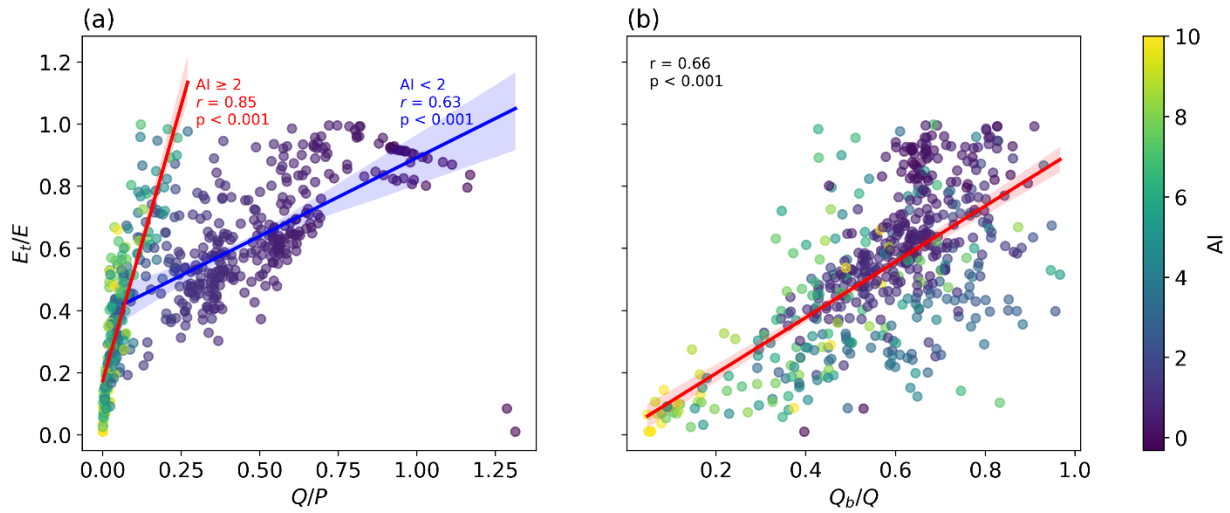 (a)
(b)
AI ≥ 2
r = 0.85
p < 0.001
AI < 2
r = 0.63
p < 0.001
r = 0.66
p < 0.001
1.2
1.0
0.8
0.6
0.4
0.2
0.0
E_t/E
0.00
0.25
0.50
0.75
1.00
1.25
Q/P
0.2
0.4
0.6
0.8
1.0
Q_b/Q
10
8
6
4
2
0
AI